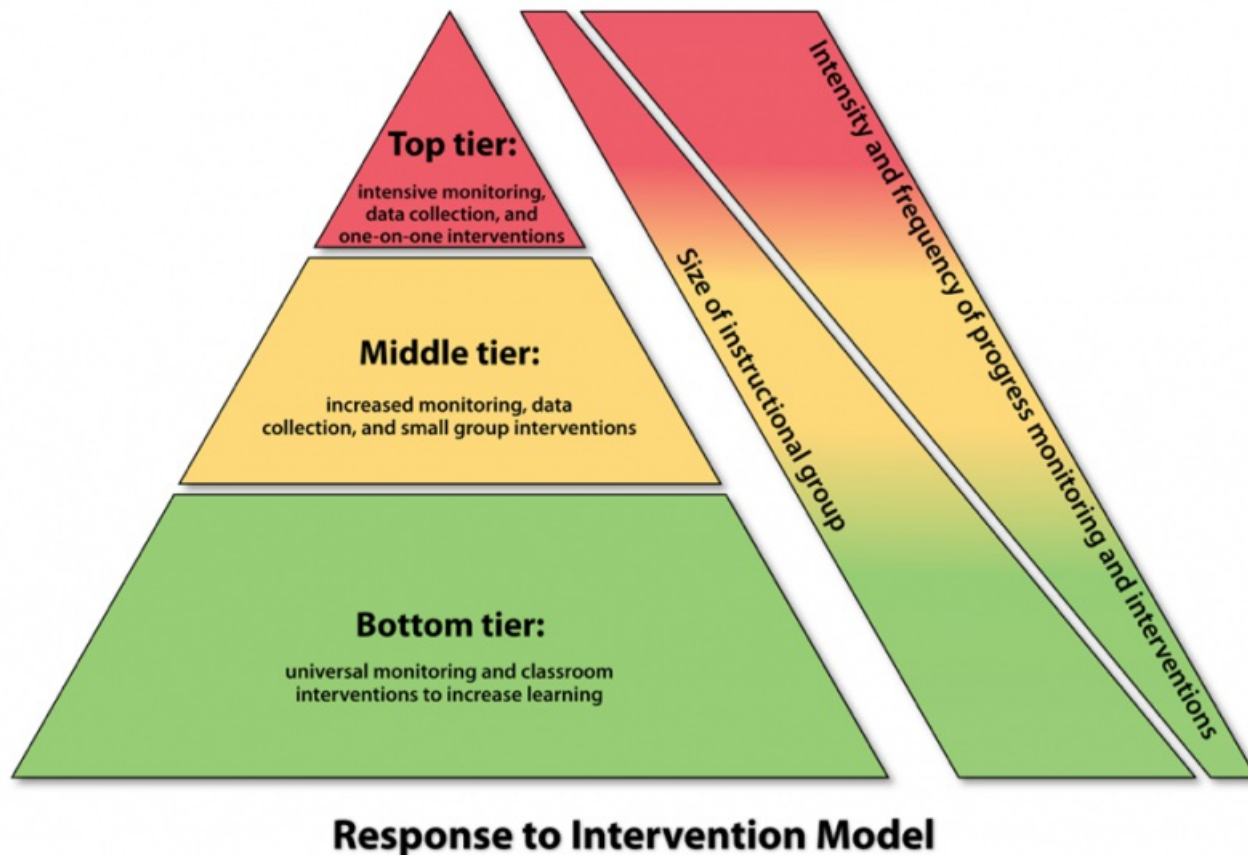 Top tier:
intensive monitoring,
data collection, and
one-on-one interventions
Middle tier:
increased monitoring, data
collection, and small group interventions
Bottom tier:
universal monitoring and classroom
interventions to increase learning
Size of instructional group
Intensity and frequency of progress monitoring and interventions
Response to Intervention Model